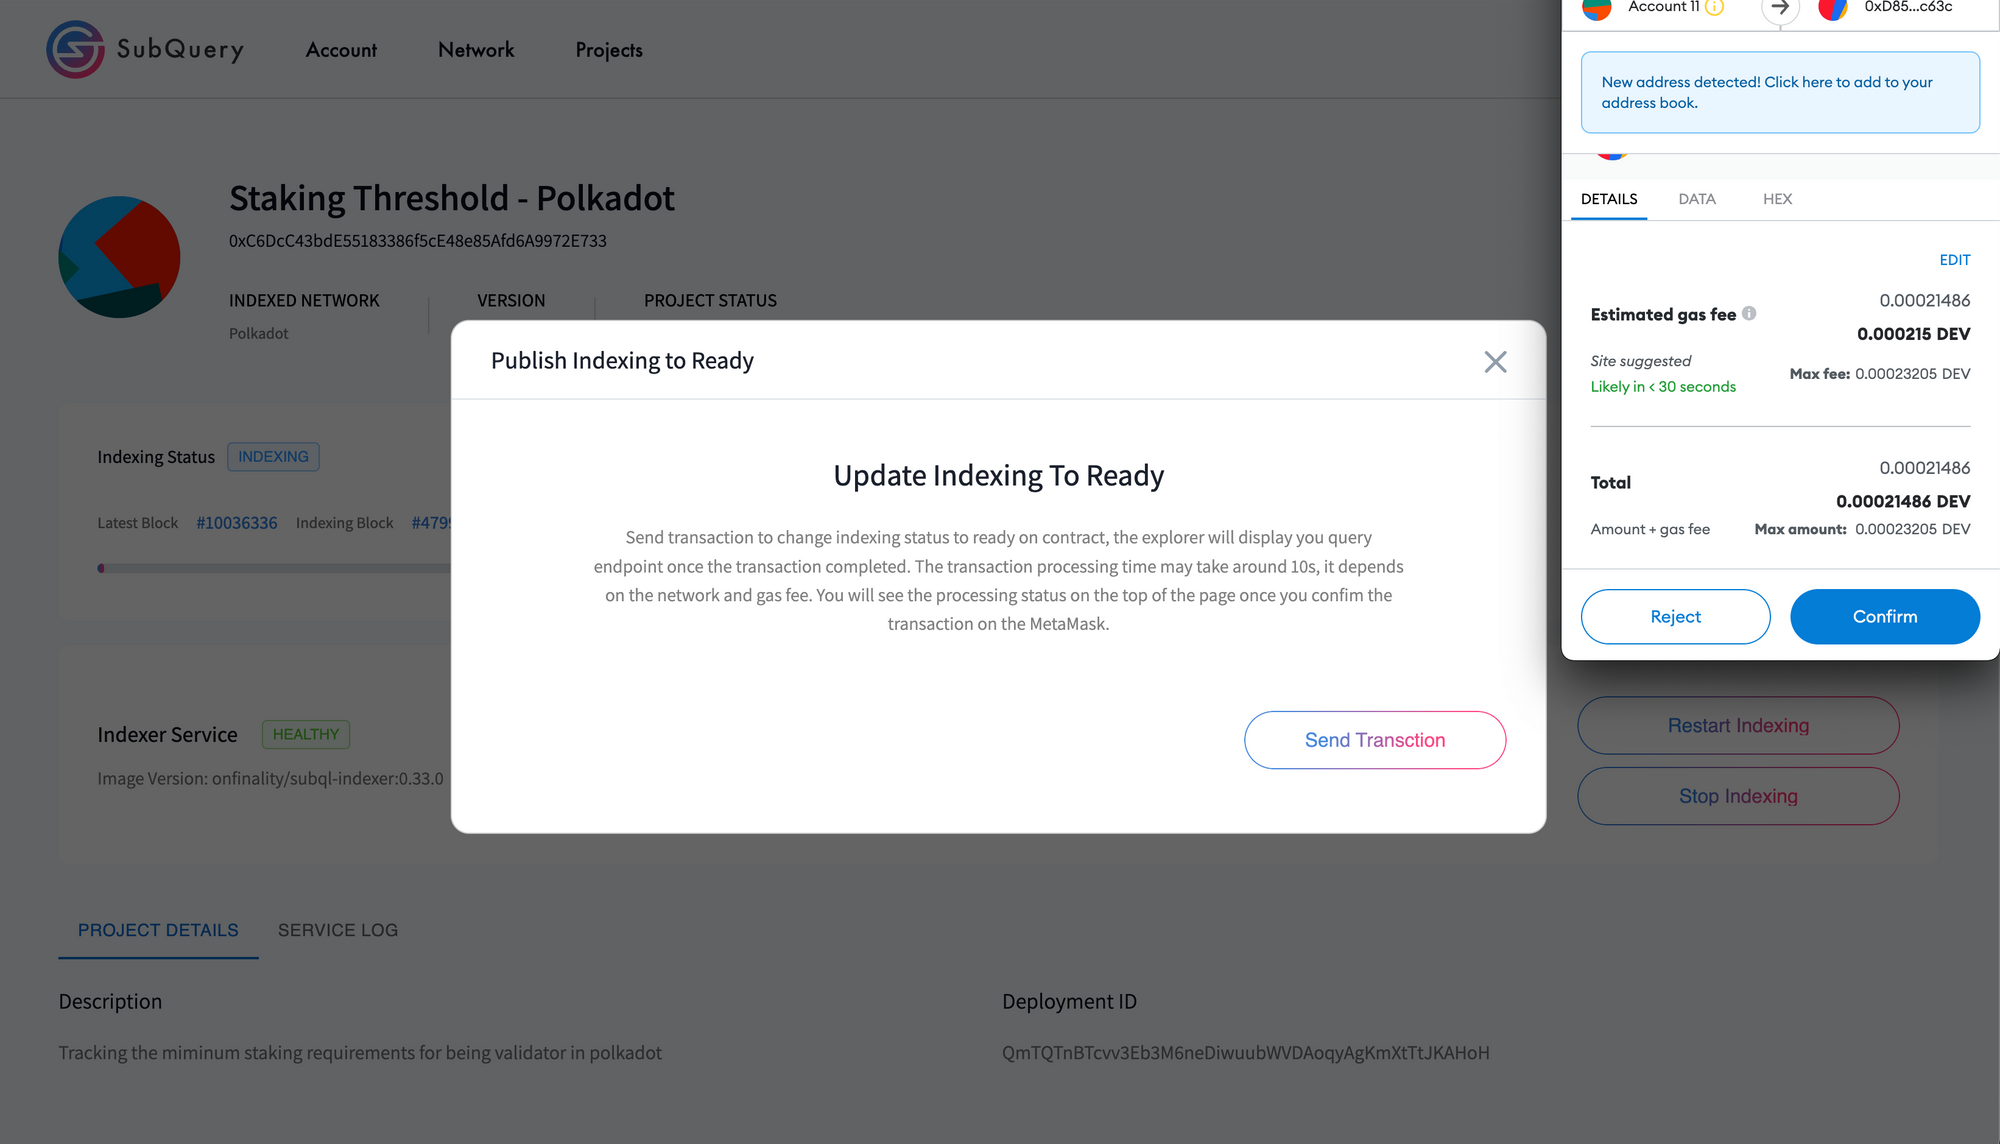 SubQuery
Account
Network
Projects
Staking Threshold - Polkadot
0xC6DcC43bdE55183386f5cE48e85Afd6A9972E733
INDEXED NETWORK
VERSION
PROJECT STATUS
Polkadot
Indexing Status
INDEXING
Latest Block
#10036336
Indexing Block
Indexer Service
HEALTHY
Image Version: onfinality/subql-indexer:0.33.0
Publish Indexing to Ready
Update Indexing To Ready
Send transaction to change indexing status to ready on contract, the explorer will display you query
endpoint once the transaction completed. The transaction processing time may take around 10s, it depends
on the network and gas fee. You will see the processing status on the top of the page once you confim the
transaction on the MetaMask.
Send Transction
Account 11
0xD85...c63c
New address detected! Click here to add to your
address book.
DETAILS
DATA
HEX
EDIT
Estimated gas fee
0.00021486
0.000215 DEV
Site suggested
Likely in < 30 seconds
Max fee: 0.00023205 DEV
Total
0.00021486
0.00021486 DEV
Amount + gas fee
Max amount: 0.00023205 DEV
Reject
Confirm
Restart Indexing
Stop Indexing
PROJECT DETAILS
SERVICE LOG
Description
Tracking the miminum staking requirements for being validator in polkadot
Deployment ID
QmTQTnBTcvv3Eb3M6neDiwuubWVDAoqyAgKmXtTtJKAHoH